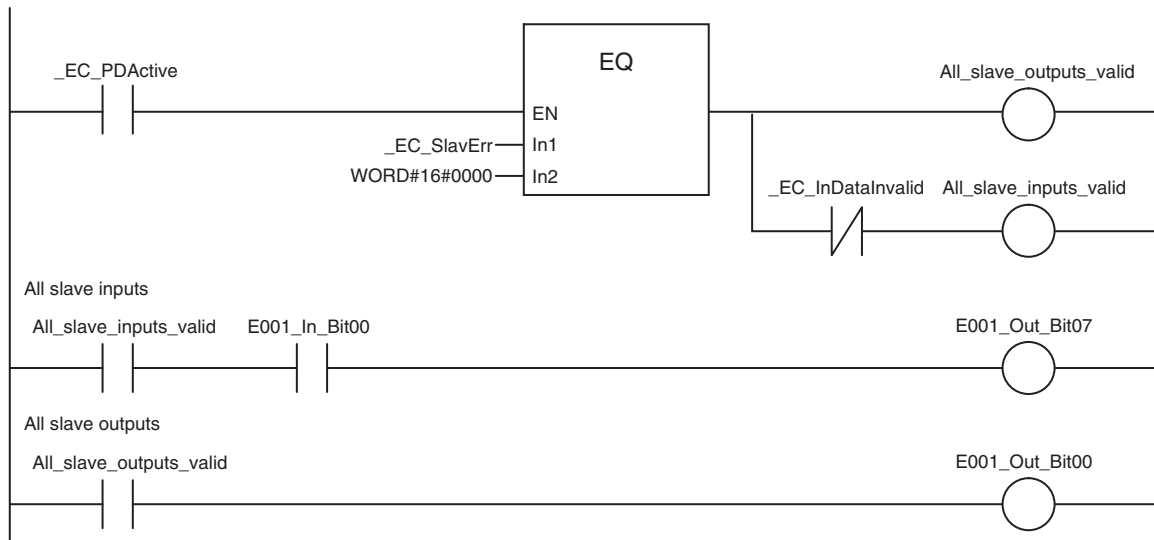 EQ
_EC_PDActive
All_slave_outputs_valid
EN
_EC_SlavErr
In1
WORD#16#0000
In2
_EC_InDataInvalid
All_slave_inputs_valid
All slave inputs
All_slave_inputs_valid
E001_In_Bit00
E001_Out_Bit07
All slave outputs
All_slave_outputs_valid
E001_Out_Bit00